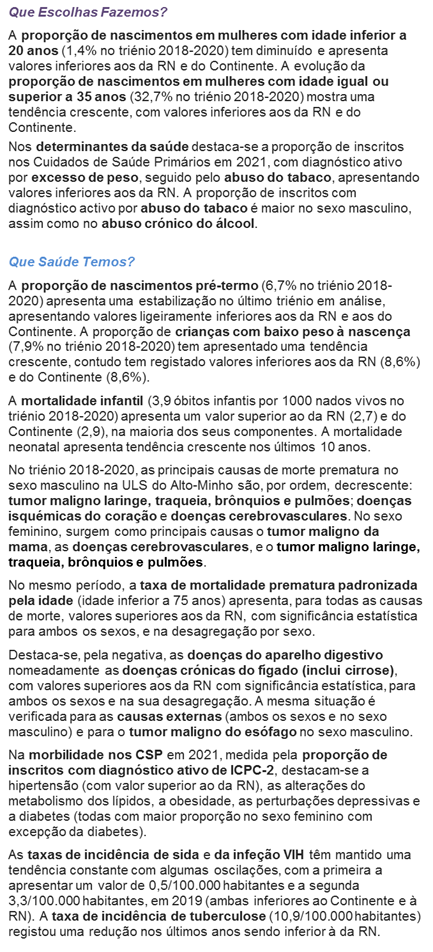 Que Escolhas Fazemos?
A proporção de nascimentos em mulheres com idade inferior a
20 anos (1,4% no triénio 2018-2020) tem diminuído e apresenta
valores inferiores aos da RN e do Continente. A evolução da
proporção de nascimentos em mulheres com idade igual ou
superior a 35 anos (32,7% no triénio 2018-2020) mostra uma
tendência crescente, com valores inferiores aos da RN e do
Continente.
Nos determinantes da saúde destaca-se a proporção de inscritos
nos Cuidados de Saúde Primários em 2021, com diagnóstico ativo
por excesso de peso, seguido pelo abuso do tabaco, apresentando
valores inferiores aos da RN. A proporção de inscritos com
diagnóstico activo por abuso do tabaco é maior no sexo masculino,
assim como no abuso crónico do álcool.
Que Saúde Temos?
A proporção de nascimentos pré-termo (6,7% no triénio 2018-
2020) apresenta uma estabilização no último triénio em análise,
apresentando valores ligeiramente inferiores aos da RN e aos do
Continente. A proporção de crianças com baixo peso à nascença
(7,9% no triénio 2018-2020) tem apresentado uma tendência
crescente, contudo tem registado valores inferiores aos da RN (8,6%)
e do Continente (8,6%).
A mortalidade infantil (3,9 óbitos infantis por 1000 nados vivos no
triénio 2018-2020) apresenta um valor superior ao da RN (2,7) e do
Continente (2,9), na maioria dos seus componentes. A mortalidade
neonatal apresenta tendência crescente nos últimos 10 anos.
No triénio 2018-2020, as principais causas de morte prematura no
sexo masculino na ULS do Alto-Minho são, por ordem, decrescente:
tumor maligno laringe, traqueia, brônquios e pulmões; doenças
isquémicas do coração e doenças cerebrovasculares. No sexo
feminino, surgem como principais causas o tumor maligno da
mama, as doenças cerebrovasculares, e o tumor maligno laringe,
traqueia, brônquios e pulmões.
No mesmo período, a taxa de mortalidade prematura padronizada
pela idade (idade inferior a 75 anos) apresenta, para todas as causas
de morte, valores superiores aos da RN, com significância estatística
para ambos os sexos, e na desagregação por sexo.
Destaca-se, pela negativa, as doenças do aparelho digestivo
nomeadamente as doenças crónicas do fígado (inclui cirrose),
com valores superiores aos da RN com significância estatística, para
ambos os sexos e na sua desagregação. A mesma situação é
verificada para as causas externas (ambos os sexos e no sexo
masculino) e para o tumor maligno do esófago no sexo masculino.
Na morbilidade nos CSP em 2021, medida pela proporção de
inscritos com diagnóstico ativo de ICPC-2, destacam-se a
hipertensão (com valor superior ao da RN), as alterações do
metabolismo dos lípidos, a obesidade, as perturbações depressivas e
a diabetes (todas com maior proporção no sexo feminino com
excepção da diabetes).
As taxas de incidência de sida e da infeção VIH têm mantido uma
tendência constante com algumas oscilações, com a primeira a
apresentar um valor de 0,5/100.000 habitantes e a segunda
3,3/100.000 habitantes, em 2019 (ambas inferiores ao Continente e à
RN). A taxa de incidência de tuberculose (10,9/100.000 habitantes)
registou uma redução nos últimos anos sendo inferior à da RN.